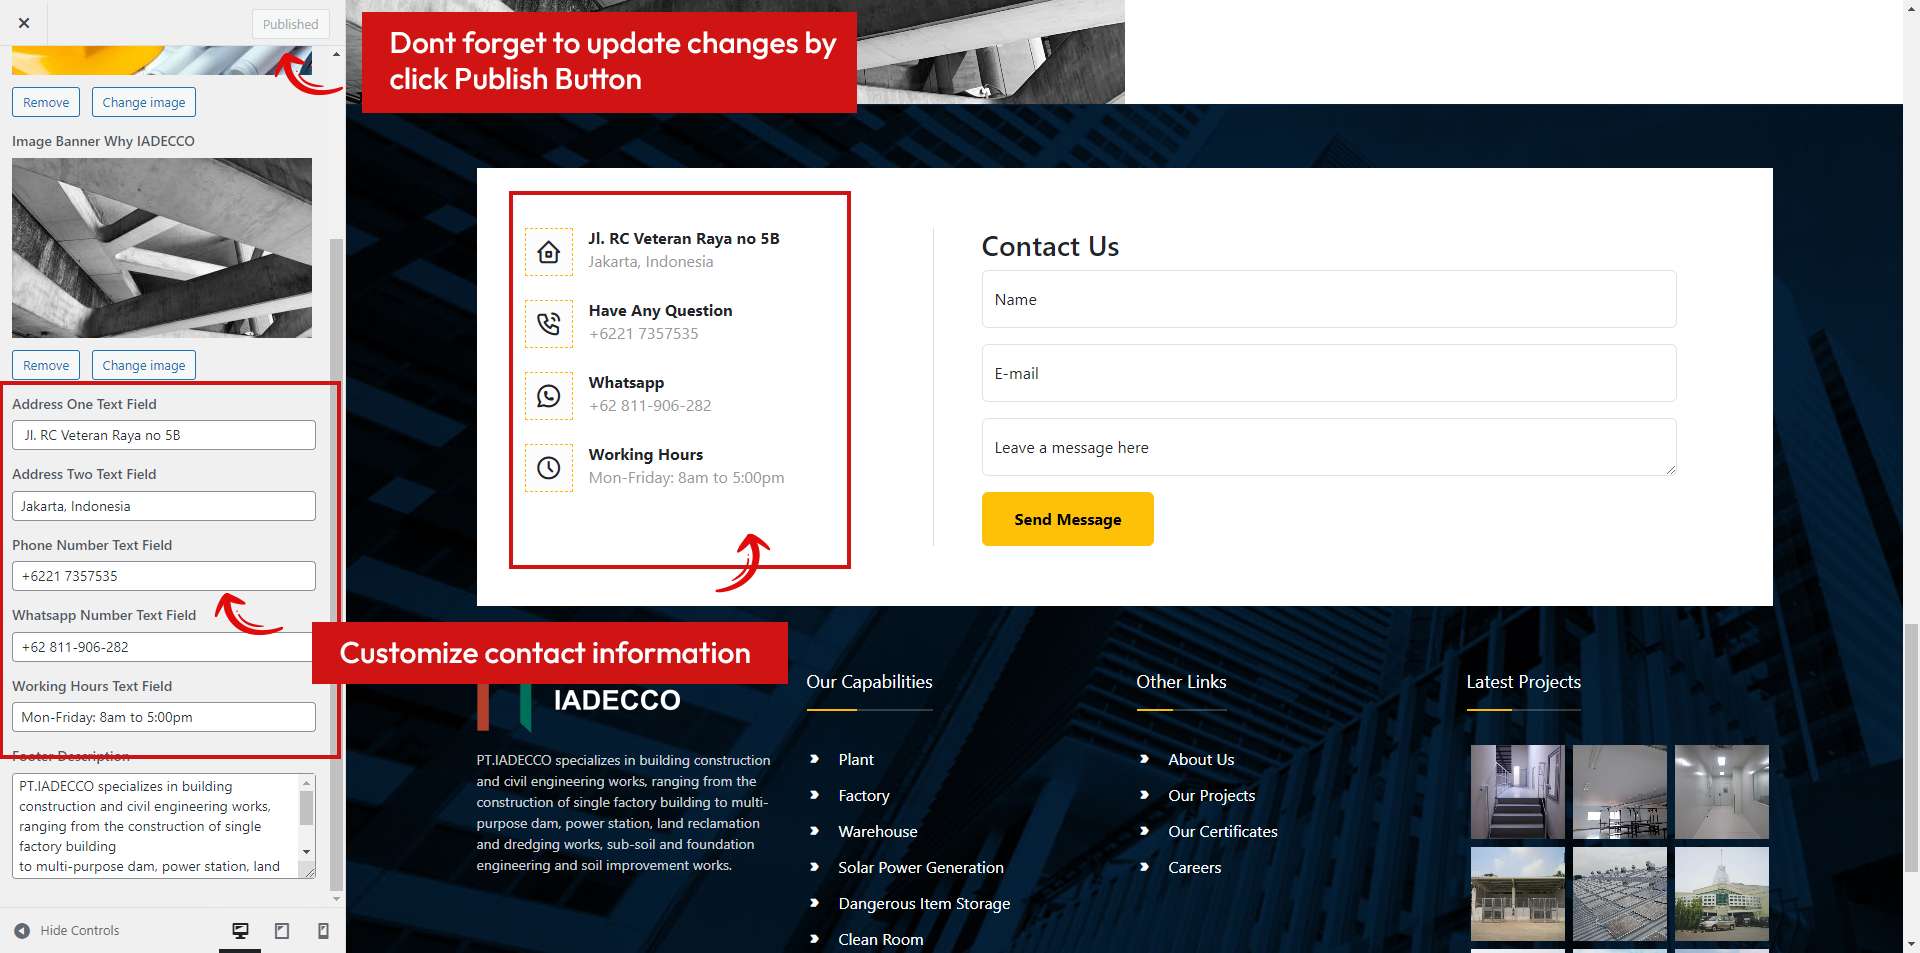 Published
Remove
Change image
Image Banner Why IADECCO
Remove
Change image
Address One Text Field
Jl. RC Veteran Raya no 5B
Address Two Text Field
Jakarta, Indonesia
Phone Number Text Field
+6221 7357535
Whatsapp Number Text Field
+62 811-906-282
Working Hours Text Field
Mon-Friday: 8am to 5:00pm
Footer Description
PT.IADECCO specializes in building
construction and civil engineering works,
ranging from the construction of single
factory building
to multi-purpose dam, power station, land
Hide Controls
Dont forget to update changes by
click Publish Button
Jl. RC Veteran Raya no 5B
Jakarta, Indonesia
Have Any Question
+6221 7357535
Whatsapp
+62 811-906-282
Working Hours
Mon-Friday: 8am to 5:00pm
Contact Us
Name
E-mail
Leave a message here
Send Message
Customize contact information
IADECCO
PT.IADECCO specializes in building construction
and civil engineering works, ranging from the
construction of single factory building to multi-
purpose dam, power station, land reclamation
and dredging works, sub-soil and foundation
engineering and soil improvement works.
Our Capabilities
Plant
Factory
Warehouse
Solar Power Generation
Dangerous Item Storage
Clean Room
Other Links
About Us
Our Projects
Our Certificates
Careers
Latest Projects